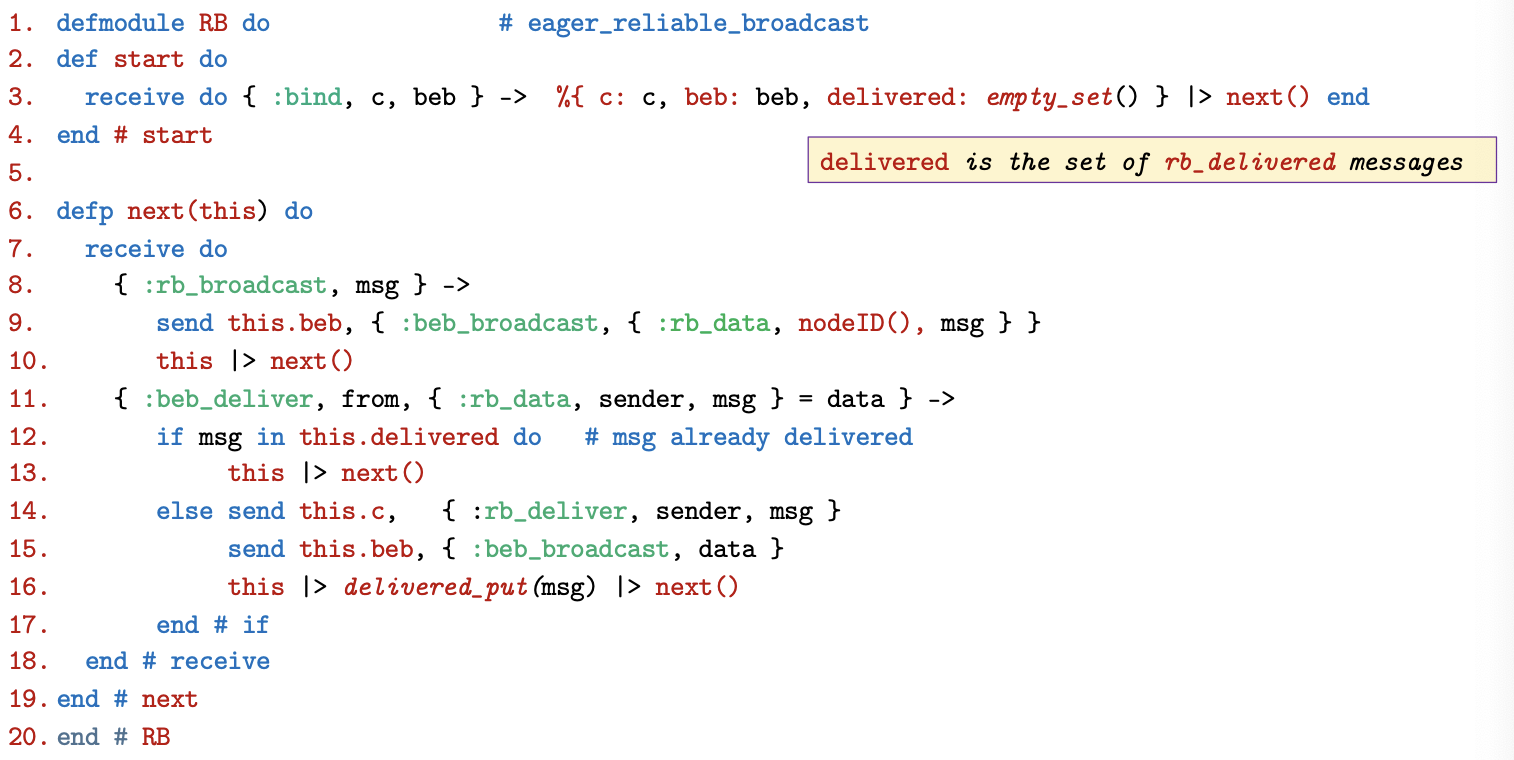 1. defmodule RB do # eager_reliable_broadcast
2. def start do
3. receive do { :bind, c, beb } -> %{ c: c, beb: beb, delivered: empty_set() } |> next() end
4. end # start
delivered is the set of rb_delivered messages
5.
6. defp next(this) do
7. receive do
8. { :rb_broadcast, msg } ->
9. send this.beb, { :beb_broadcast, { :rb_data, nodeID(), msg } }
10. this |> next()
11. { :beb_deliver, from, { :rb_data, sender, msg } = data } ->
12. if msg in this.delivered do # msg already delivered
13. this |> next()
14. else send this.c, { :rb_deliver, sender, msg }
15. send this.beb, { :beb_broadcast, data }
16. this |> delivered_put(msg) |> next()
17. end # if
18. end # receive
19. end # next
20. end # RB